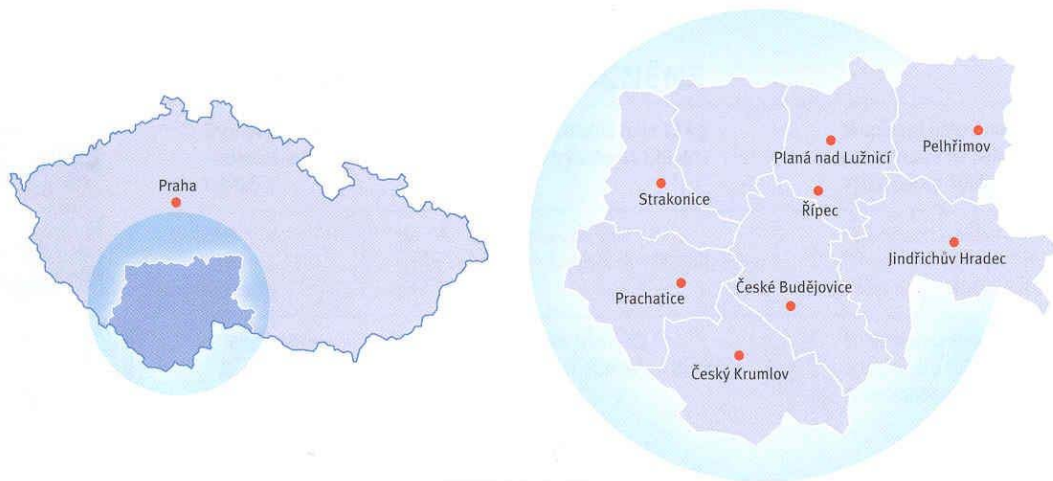 Praha
Pelhřimov
Planá nad Lužnicí
Strakonice
Řípec
Jindřichův Hradec
Prachatice
České Budějovice
Český Krumlov